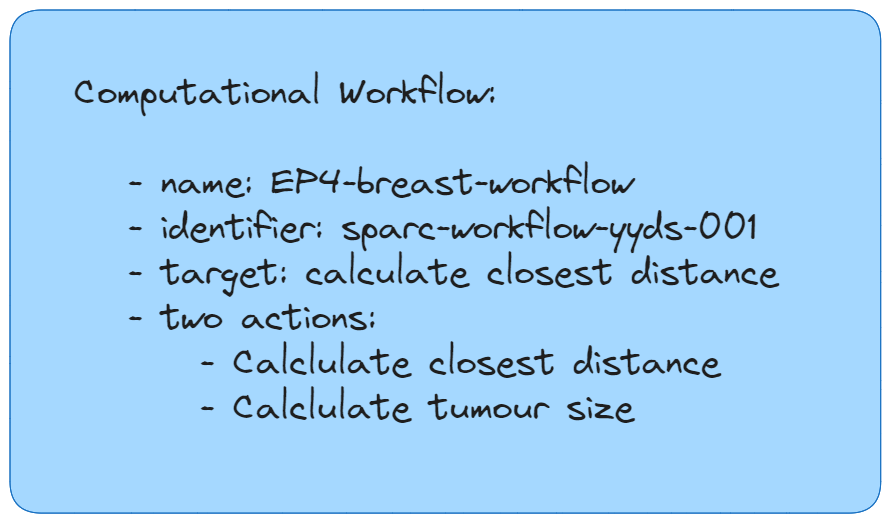 Computational Workflow:
- name: EP4-breast-workflow
- identifier: sparc-workflow-yyds-001
- target: calculate closest distance
- two actions:
- Calclulate closest distance
- Calclulate tumour size